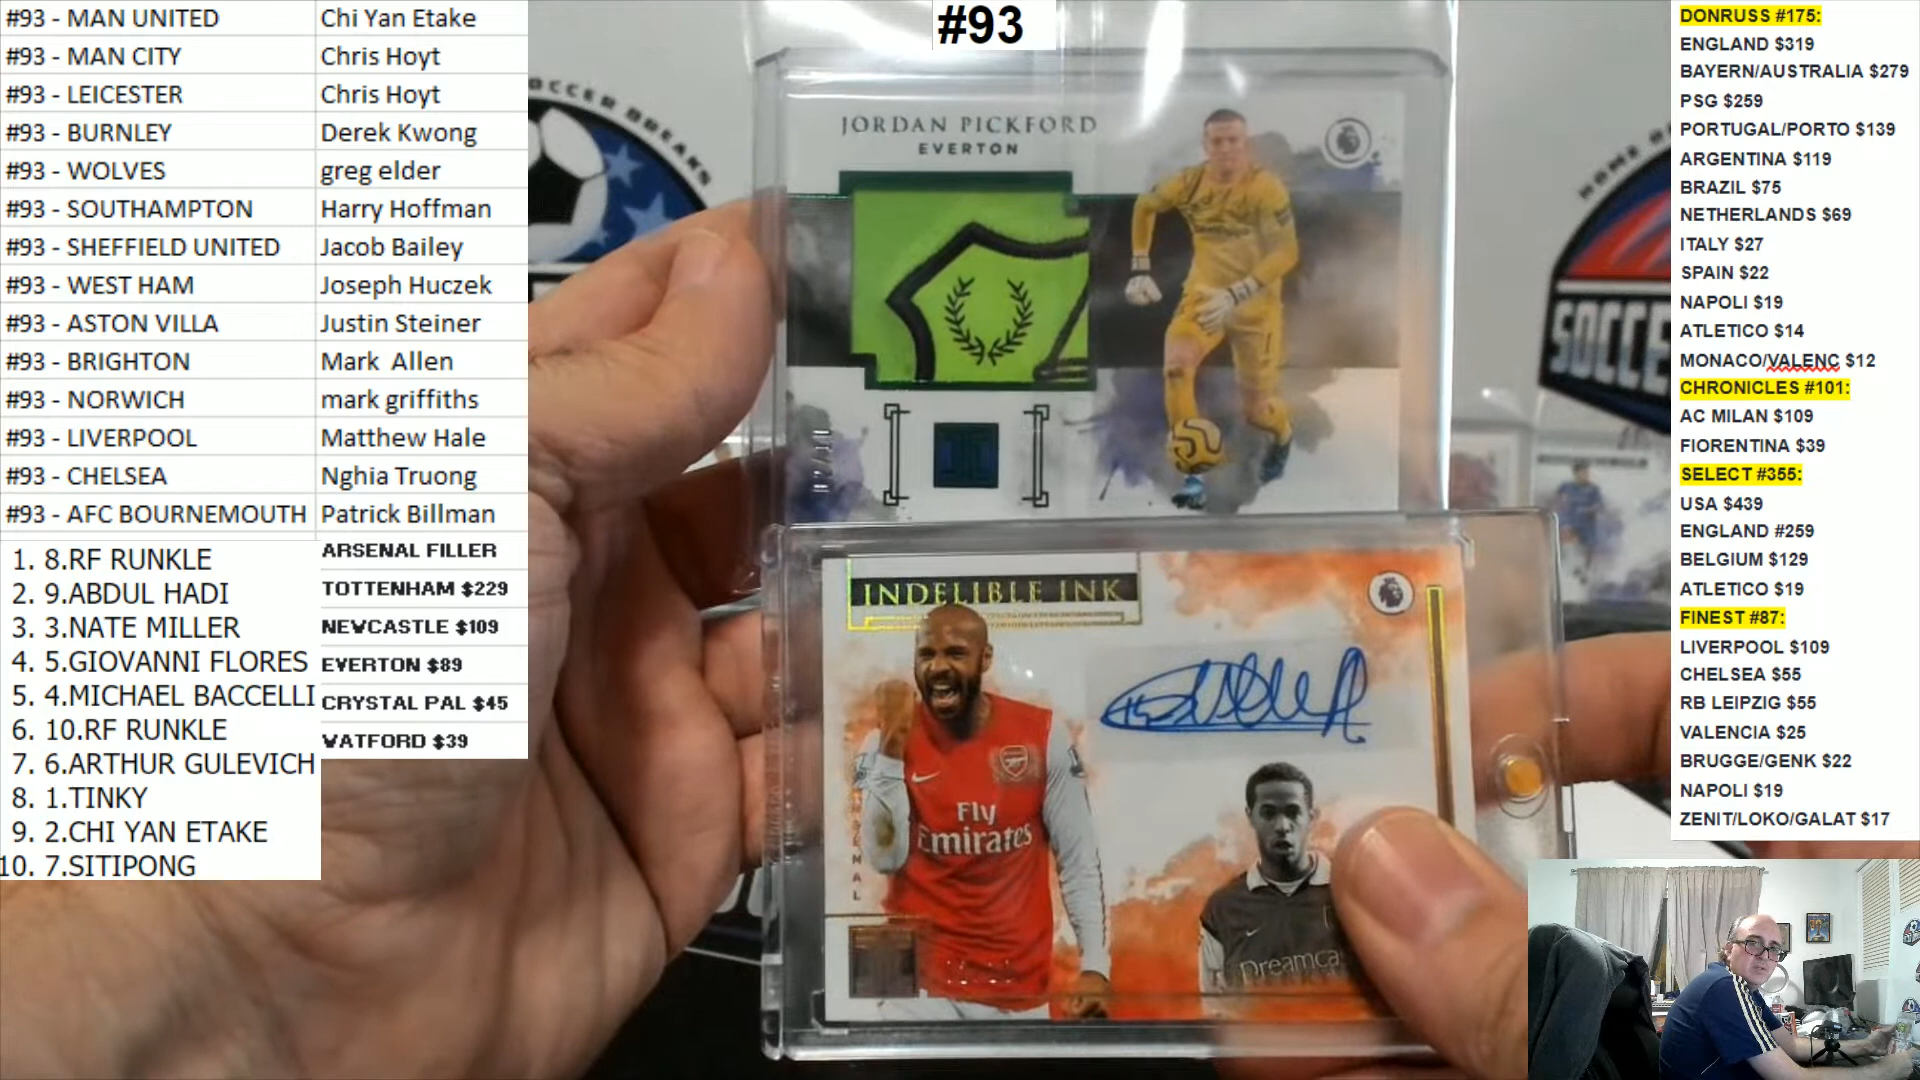 #93 - MAN UNITED Chi Yan Etake
#93 - MAN CITY Chris Hoyt
#93 - LEICESTER Chris Hoyt
#93 - BURNLEY Derek Kwong
#93 - WOLVES greg elder
#93 - SOUTHAMPTON Harry Hoffman
#93 - SHEFFIELD UNITED Jacob Bailey
#93 - WEST HAM Joseph Huczek
#93 - ASTON VILLA Justin Steiner
#93 - BRIGHTON Mark Allen
#93 - NORWICH mark griffiths
#93 - LIVERPOOL Matthew Hale
#93 - CHELSEA Nghia Truong
#93 - AFC BOURNEMOUTH Patrick Billman
1. 8.RF RUNKLE
2. 9.ABDUL HADI
3. 3.NATE MILLER
4. 5.GIOVANNI FLORES
5. 4.MICHAEL BACCELLI
6. 10.RF RUNKLE
7. 6.ARTHUR GULEVICH
8. 1.TINKY
9. 2.CHI YAN ETAKE
10. 7.SITIPONG
ARSENAL FILLER
TOTTENHAM $229
NEWCASTLE $109
EVERTON $89
CRYSTAL PAL $45
WATFORD $39
#93
SOCCER BREAKS
JORDAN PICKFORD
EVERTON
INDELIBLE INK
Fly
Emirates
ARSENAL
Dreamca
SOCCE
DONRUSS #175:
ENGLAND $319
BAYERN/AUSTRALIA $279
PSG $259
PORTUGAL/PORTO $139
ARGENTINA $119
BRAZIL $75
NETHERLANDS $69
ITALY $27
SPAIN $22
NAPOLI $19
ATLETICO $14
MONACO/VALENC $12
CHRONICLES #101:
AC MILAN $109
FIORENTINA $39
SELECT #355:
USA $439
ENGLAND #259
BELGIUM $129
ATLETICO $19
FINEST #87:
LIVERPOOL $109
CHELSEA $55
RB LEIPZIG $55
VALENCIA $25
BRUGGE/GENK $22
NAPOLI $19
ZENIT/LOKO/GALAT $17